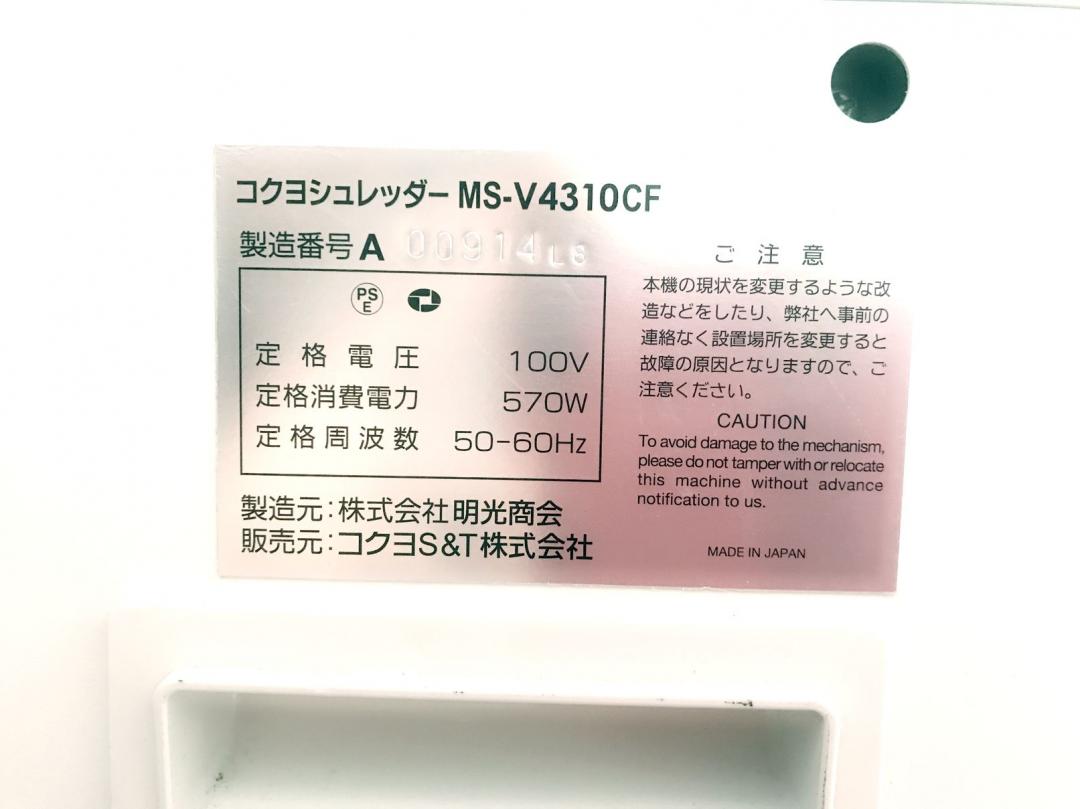 コクヨシュレッダー MS-V4310CF
製造番号 A 00914L8
PS
E
定格電圧 100V
定格消費電力 570W
定格周波数 50-60Hz
製造元:株式会社 明光商会
販売元:コクヨS&T株式会社
ご 注 意
本機の現状を変更するような改
造などをしたり、弊社へ事前の
連絡なく設置場所を変更すると
故障の原因となりますので、ご
注意ください。
CAUTION
To avoid damage to the mechanism,
please do not tamper with or relocate
this machine without advance
notification to us.
MADE IN JAPAN